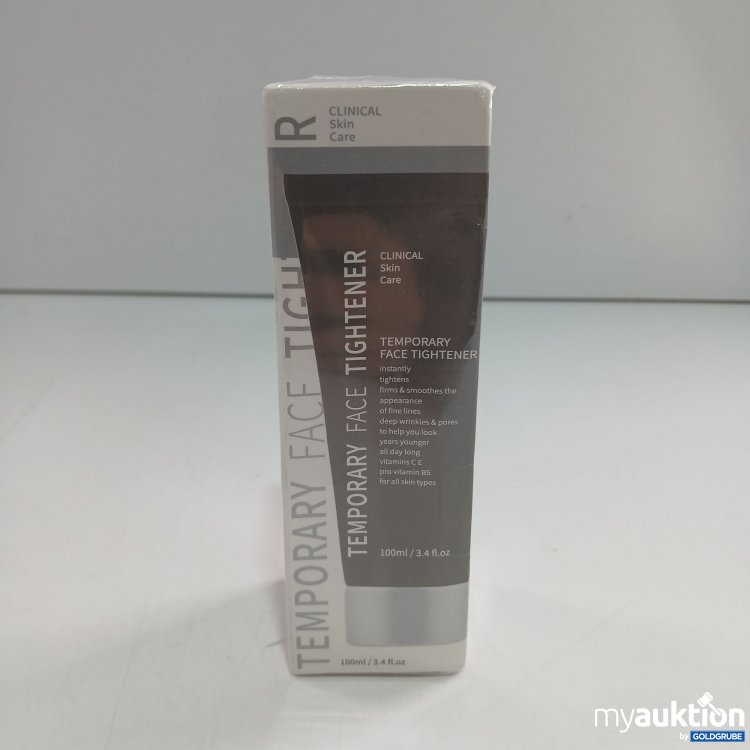 CLINICAL
Skin
Care
TEMPORARY FACE TIGHTENER
TEMPORARY FACE TIGHTENER
CLINICAL
Skin
Care
TEMPORARY
FACE TIGHTENER
instantly
tightens
firms & smoothes the
appearance
of fine lines
deep wrinkles & pores
to help you look
years younger
all day long
vitamins C E
pro vitamin B5
for all skin types
100ml / 3.4 fl.oz
100ml / 3.4 fl.oz
myauktion
by GOLDGRUBE